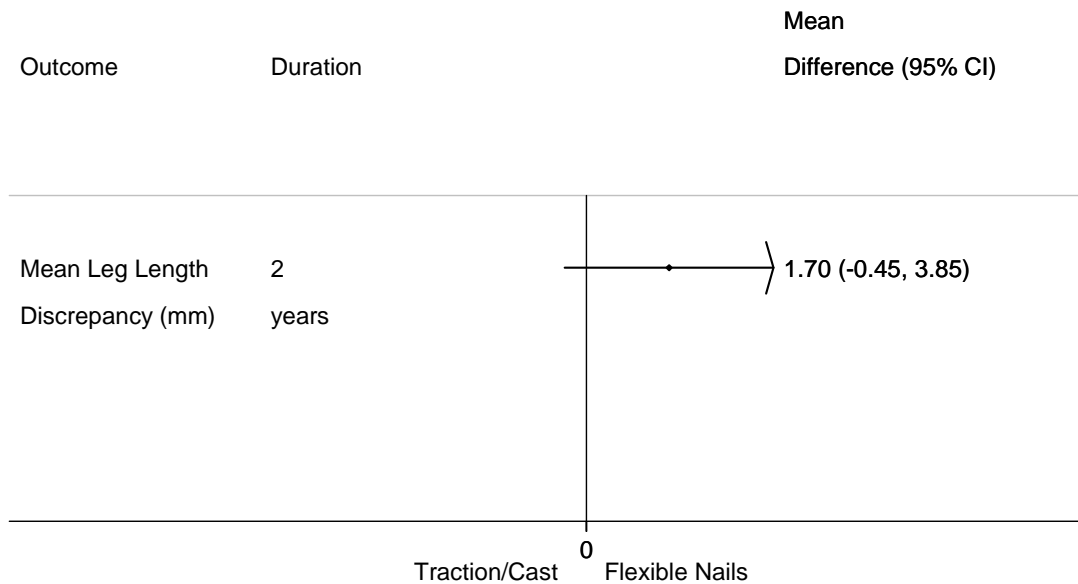 Mean
Outcome Duration Difference (95% CI)
Mean Leg Length 2 1.70 (-0.45, 3.85)
Discrepancy (mm) years
0
Traction/Cast Flexible Nails